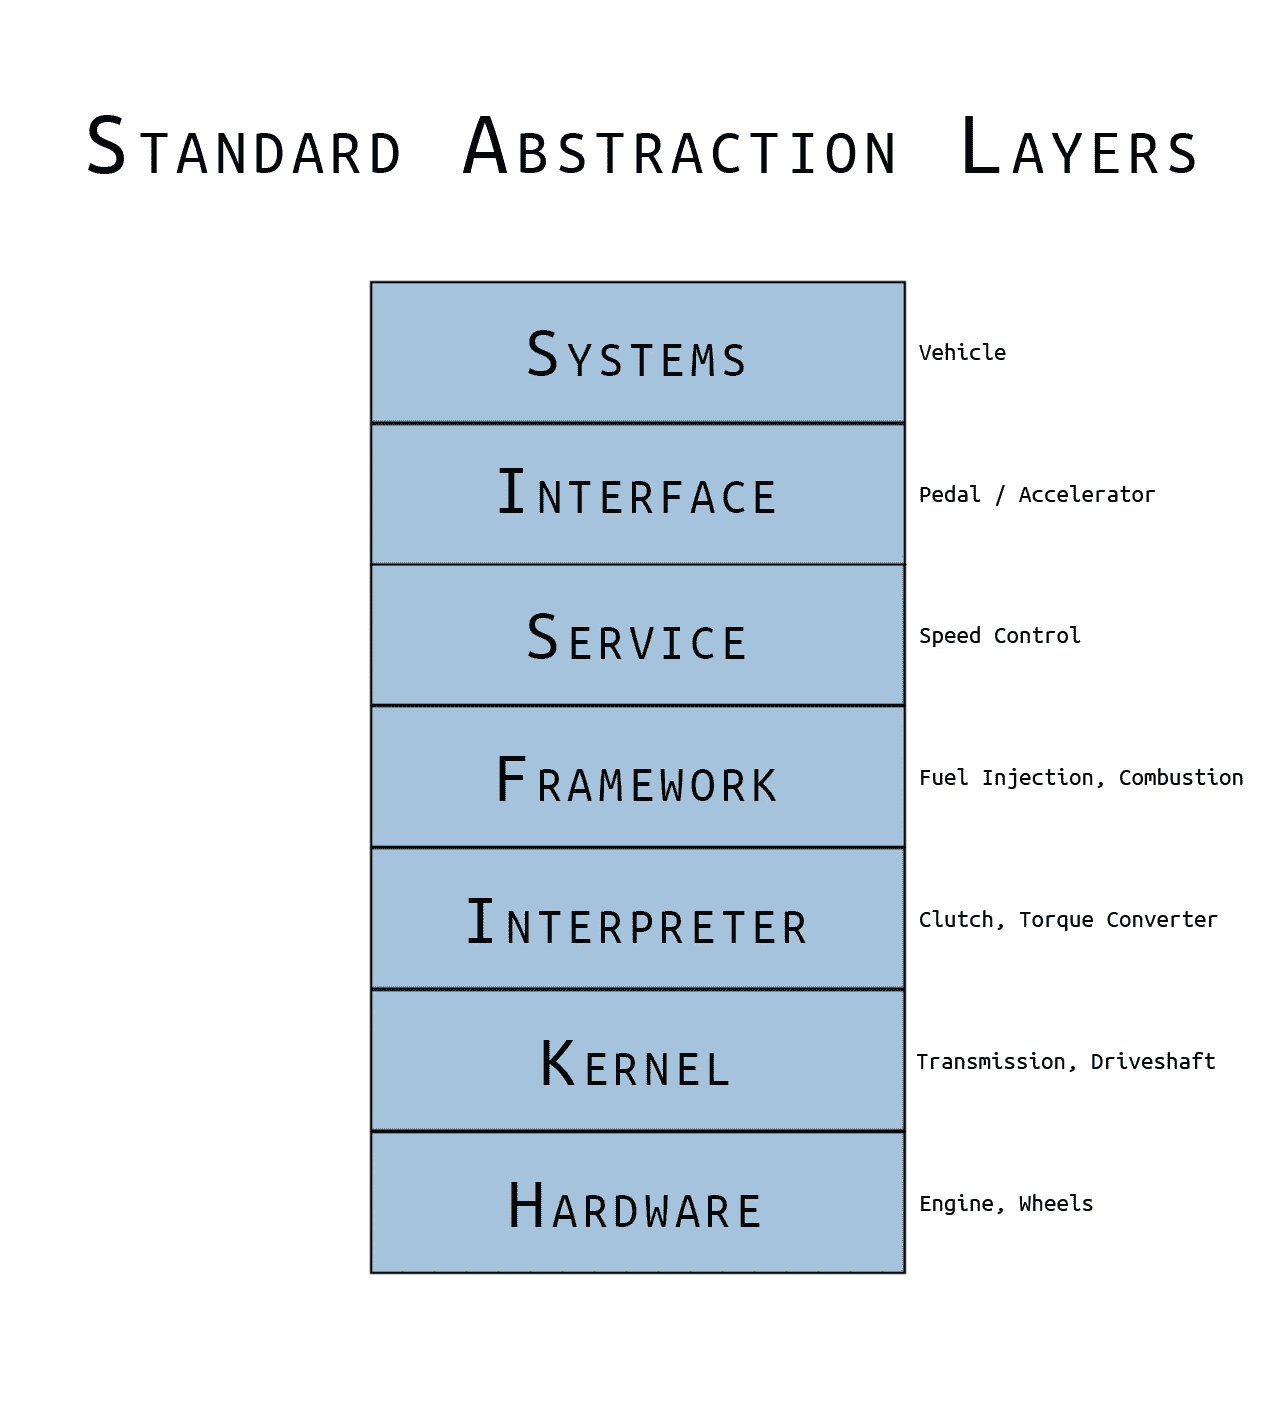 Standard Abstraction Layers
Systems
Vehicle
Interface
Pedal / Accelerator
Service
Speed Control
Framework
Fuel Injection, Combustion
Interpreter
Clutch, Torque Converter
Kernel
Transmission, Driveshaft
Hardware
Engine, Wheels